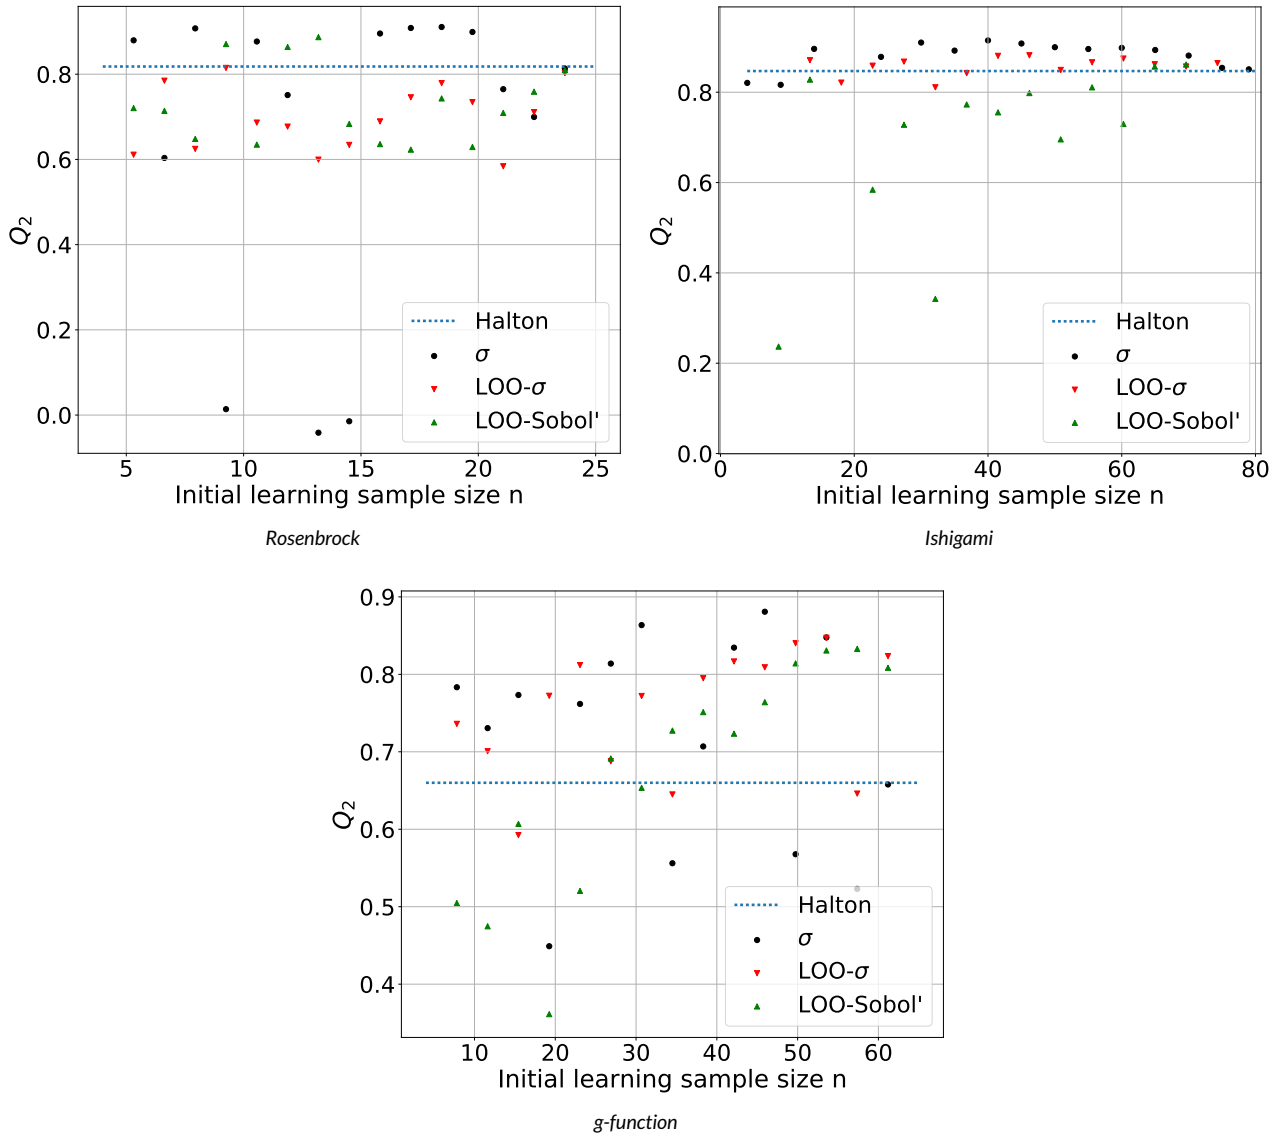 0.8
0.6
0.4
0.2
0.0
Q2
Halton
σ
LOO-σ
LOO-Sobol'
5 10 15 20 25
Initial learning sample size n
Rosenbrock
0.8
0.6
0.4
0.2
0.0
Q2
Halton
σ
LOO-σ
LOO-Sobol'
0 20 40 60 80
Initial learning sample size n
Ishigami
0.9
0.8
0.7
0.6
0.5
0.4
Q2
Halton
σ
LOO-σ
LOO-Sobol'
10 20 30 40 50 60
Initial learning sample size n
g-function